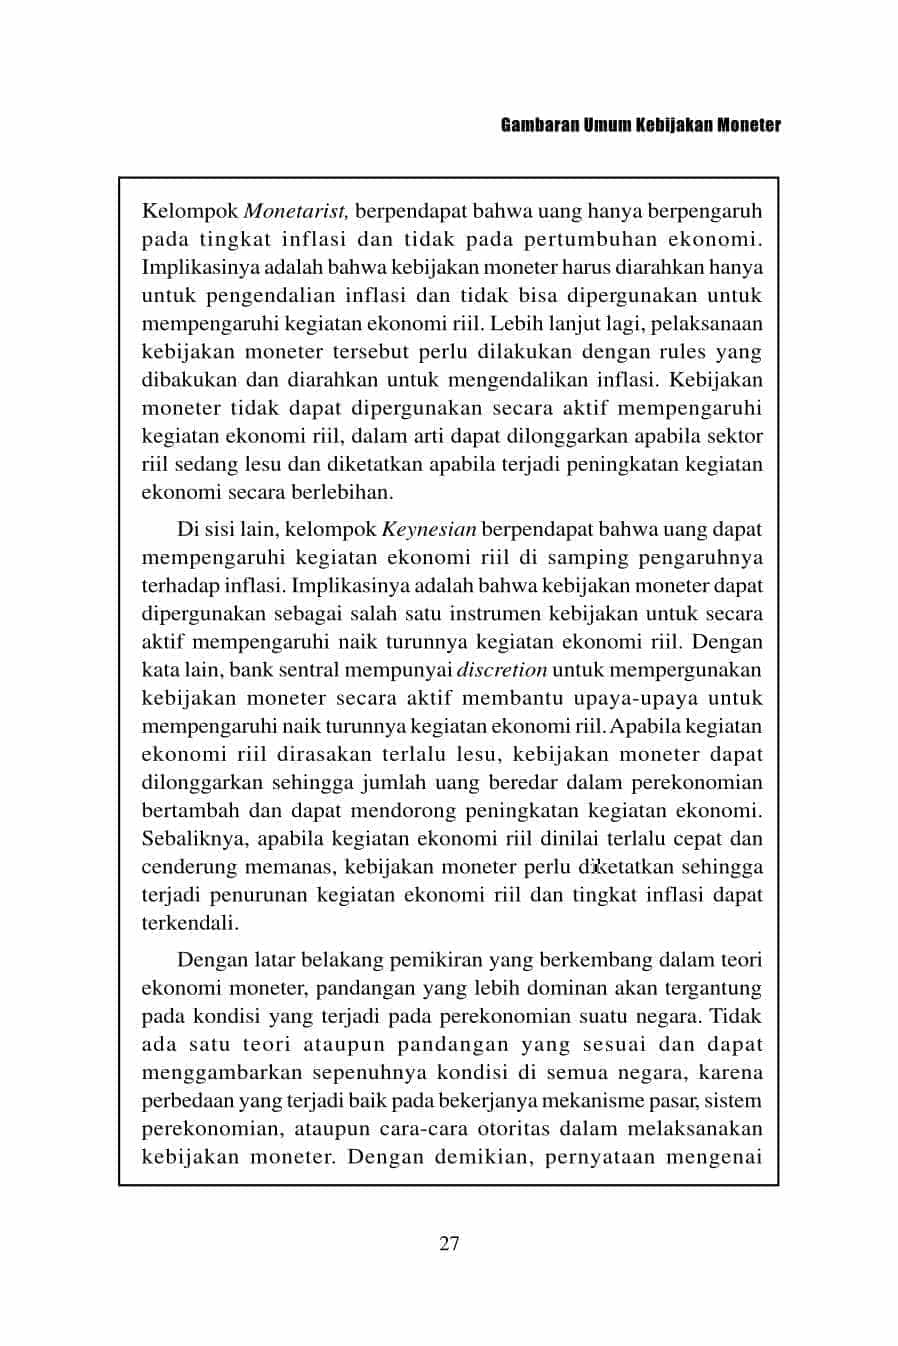 Gambaran Umum Kebijakan Moneter
Kelompok Monetarist, berpendapat bahwa uang hanya berpengaruh
pada tingkat inflasi dan tidak pada pertumbuhan ekonomi.
Implikasinya adalah bahwa kebijakan moneter harus diarahkan hanya
untuk pengendalian inflasi dan tidak bisa dipergunakan untuk
mempengaruhi kegiatan ekonomi riil. Lebih lanjut lagi, pelaksanaan
kebijakan moneter tersebut perlu dilakukan dengan rules yang
dibakukan dan diarahkan untuk mengendalikan inflasi. Kebijakan
moneter tidak dapat dipergunakan secara aktif mempengaruhi
kegiatan ekonomi riil, dalam arti dapat dilonggarkan apabila sektor
riil sedang lesu dan diketatkan apabila terjadi peningkatan kegiatan
ekonomi secara berlebihan.
Di sisi lain, kelompok Keynesian berpendapat bahwa uang dapat
mempengaruhi kegiatan ekonomi riil di samping pengaruhnya
terhadap inflasi. Implikasinya adalah bahwa kebijakan moneter dapat
dipergunakan sebagai salah satu instrumen kebijakan untuk secara
aktif mempengaruhi naik turunnya kegiatan ekonomi riil. Dengan
kata lain, bank sentral mempunyai discretion untuk mempergunakan
kebijakan moneter secara aktif membantu upaya-upaya untuk
mempengaruhi naik turunnya kegiatan ekonomi riil. Apabila kegiatan
ekonomi riil dirasakan terlalu lesu, kebijakan moneter dapat
dilonggarkan sehingga jumlah uang beredar dalam perekonomian
bertambah dan dapat mendorong peningkatan kegiatan ekonomi.
Sebaliknya, apabila kegiatan ekonomi riil dinilai terlalu cepat dan
cenderung memanas, kebijakan moneter perlu diketatkan sehingga
terjadi penurunan kegiatan ekonomi riil dan tingkat inflasi dapat
terkendali.
Dengan latar belakang pemikiran yang berkembang dalam teori
ekonomi moneter, pandangan yang lebih dominan akan tergantung
pada kondisi yang terjadi pada perekonomian suatu negara. Tidak
ada satu teori ataupun pandangan yang sesuai dan dapat
menggambarkan sepenuhnya kondisi di semua negara, karena
perbedaan yang terjadi baik pada bekerjanya mekanisme pasar, sistem
perekonomian, ataupun cara-cara otoritas dalam melaksanakan
kebijakan moneter. Dengan demikian, pernyataan mengenai
27